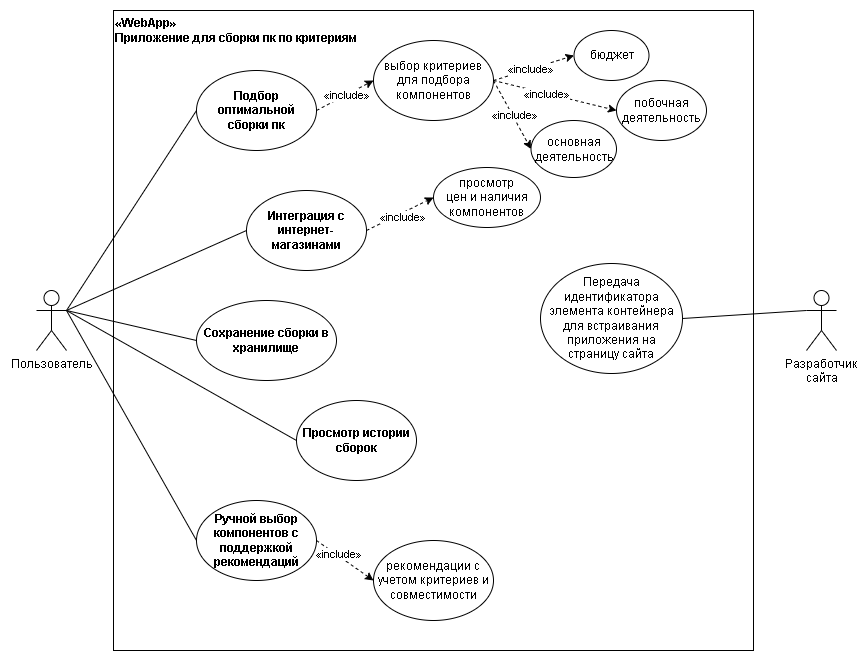 «WebApp»
Приложение для сборки пк по критериям
Подбор
оптимальной
сборки пк
«include»
выбор критериев
для подбора
компонентов
«include»
бюджет
«include»
побочная
деятельность
«include»
основная
деятельность
Интеграция с
интернет-
магазинами
«include»
просмотр
цен и наличия
компонентов
Пользователь
Сохранение сборки в
хранилище
Просмотр истории
сборок
Ручной выбор
компонентов с
поддержкой
рекомендаций
«include»
рекомендации с
учетом критериев и
совместимости
Передача
идентификатора
элемента контейнера
для встраивания
приложения на
страницу сайта
Разработчик
сайта